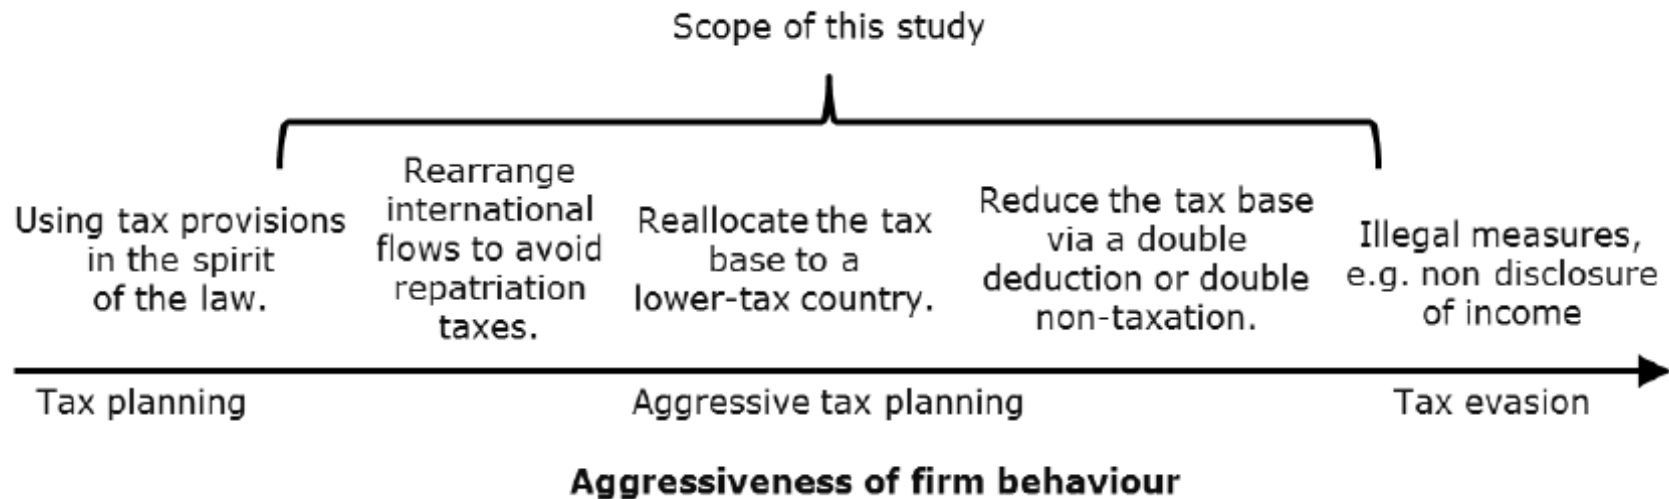 Scope of this study
Using tax provisions
in the spirit
of the law.
Rearrange
international
flows to avoid
repatriation
taxes.
Reallocate the tax
base to a
lower-tax country.
Reduce the tax base
via a double
deduction or double
non-taxation.
Illegal measures,
e.g. non disclosure
of income
Tax planning
Aggressive tax planning
Tax evasion
Aggressiveness of firm behaviour